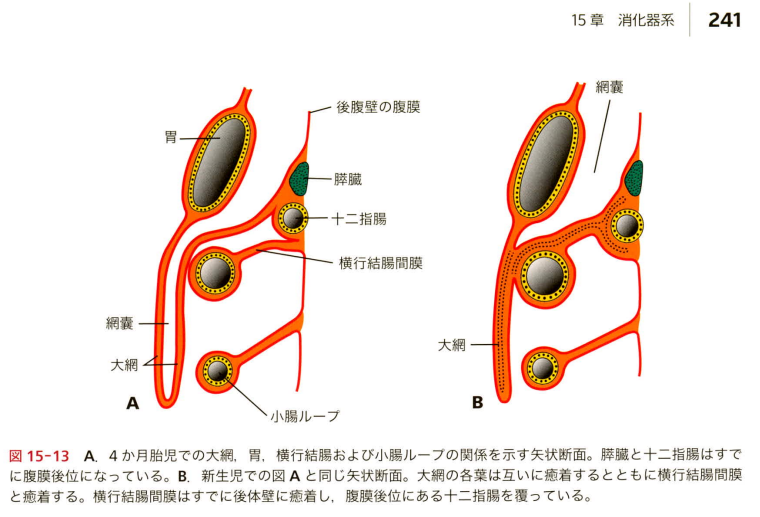 15章 消化器系 241
網嚢
後腹壁の腹膜
胃
膵臓
十二指腸
横行結腸間膜
網嚢
大網
大網
A
小腸ループ
B
図 15-13 A．4か月胎児での大網，胃，横行結腸および小腸ループの関係を示す矢状断面。膵臓と十二指腸はすで
に腹膜後位になっている。B．新生児での図 A と同じ矢状断面。大網の各葉は互いに癒着するとともに横行結腸間膜
と癒着する。横行結腸間膜はすでに後体壁に癒着し，腹膜後位にある十二指腸を覆っている。